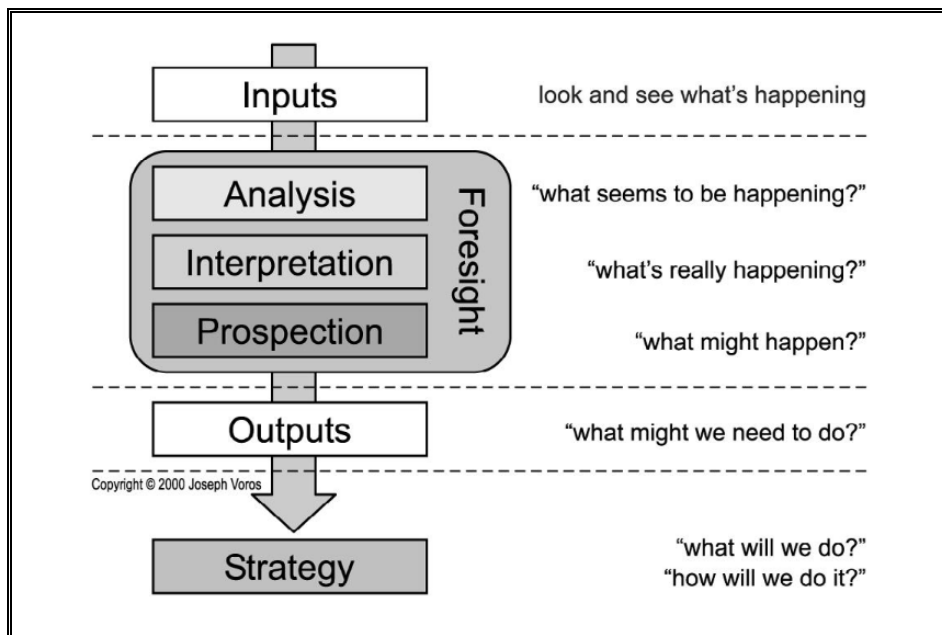 Inputs
look and see what’s happening
Analysis
“what seems to be happening?”
Interpretation
“what’s really happening?”
Prospection
“what might happen?”
Foresight
Outputs
“what might we need to do?”
Copyright © 2000 Joseph Voros
Strategy
“what will we do?”
“how will we do it?”